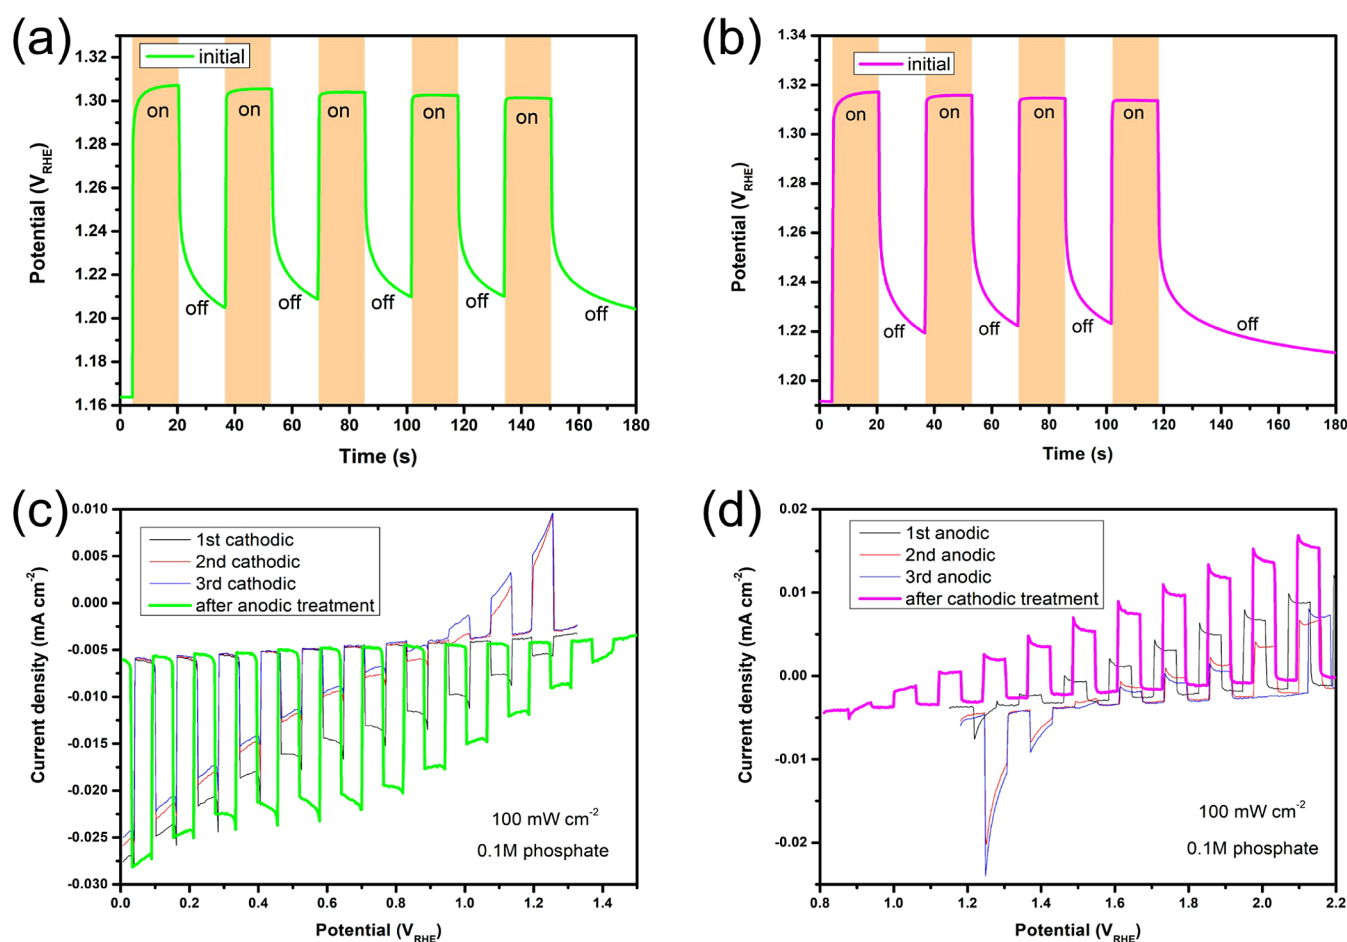 (a)
initial
on
on
on
on
on
off
off
off
off
off
1.32
1.30
1.28
1.26
1.24
1.22
1.20
1.18
1.16
Potential (V_RHE)
0 20 40 60 80 100 120 140 160 180
Time (s)
(b)
initial
on
on
on
on
off
off
off
off
1.34
1.32
1.30
1.28
1.26
1.24
1.22
1.20
Potential (V_RHE)
0 20 40 60 80 100 120 140 160 180
Time (s)
(c)
1st cathodic
2nd cathodic
3rd cathodic
after anodic treatment
0.010
0.005
0.000
-0.005
-0.010
-0.015
-0.020
-0.025
-0.030
Current density (mA cm-2)
100 mW cm-2
0.1M phosphate
0.0 0.2 0.4 0.6 0.8 1.0 1.2 1.4
Potential (V_RHE)
(d)
1st anodic
2nd anodic
3rd anodic
after cathodic treatment
0.02
0.01
0.00
-0.01
-0.02
Current density (mA cm-2)
100 mW cm-2
0.1M phosphate
0.8 1.0 1.2 1.4 1.6 1.8 2.0 2.2
Potential (V_RHE)